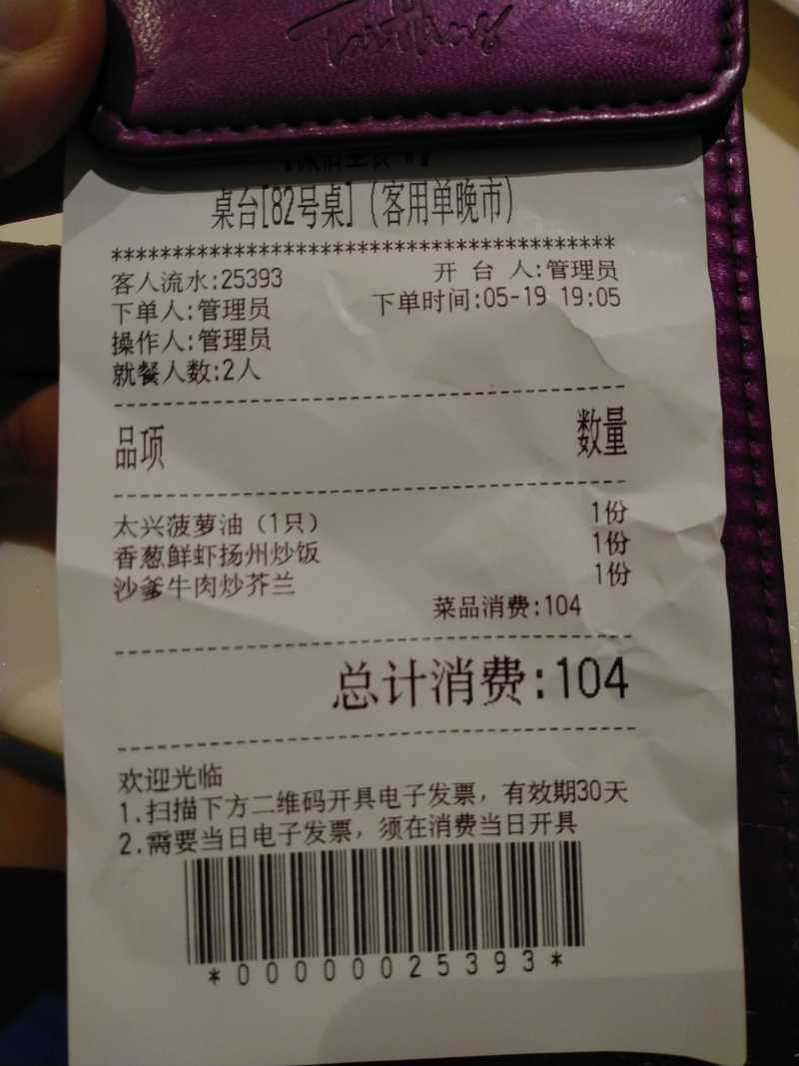 Tai Hing
桌台[82号桌](客用单晚市)
******************************************
客人流水:25393 开 台 人:管理员
下单人:管理员 下单时间:05-19 19:05
操作人:管理员
就餐人数:2人
品项 数量
太兴菠萝油(1只) 1份
香葱鲜虾扬州炒饭 1份
沙爹牛肉炒芥兰 1份
菜品消费:104
总计消费:104
欢迎光临
1.扫描下方二维码开具电子发票，有效期30天
2.需要当日电子发票，须在消费当日开具
*00000025393*